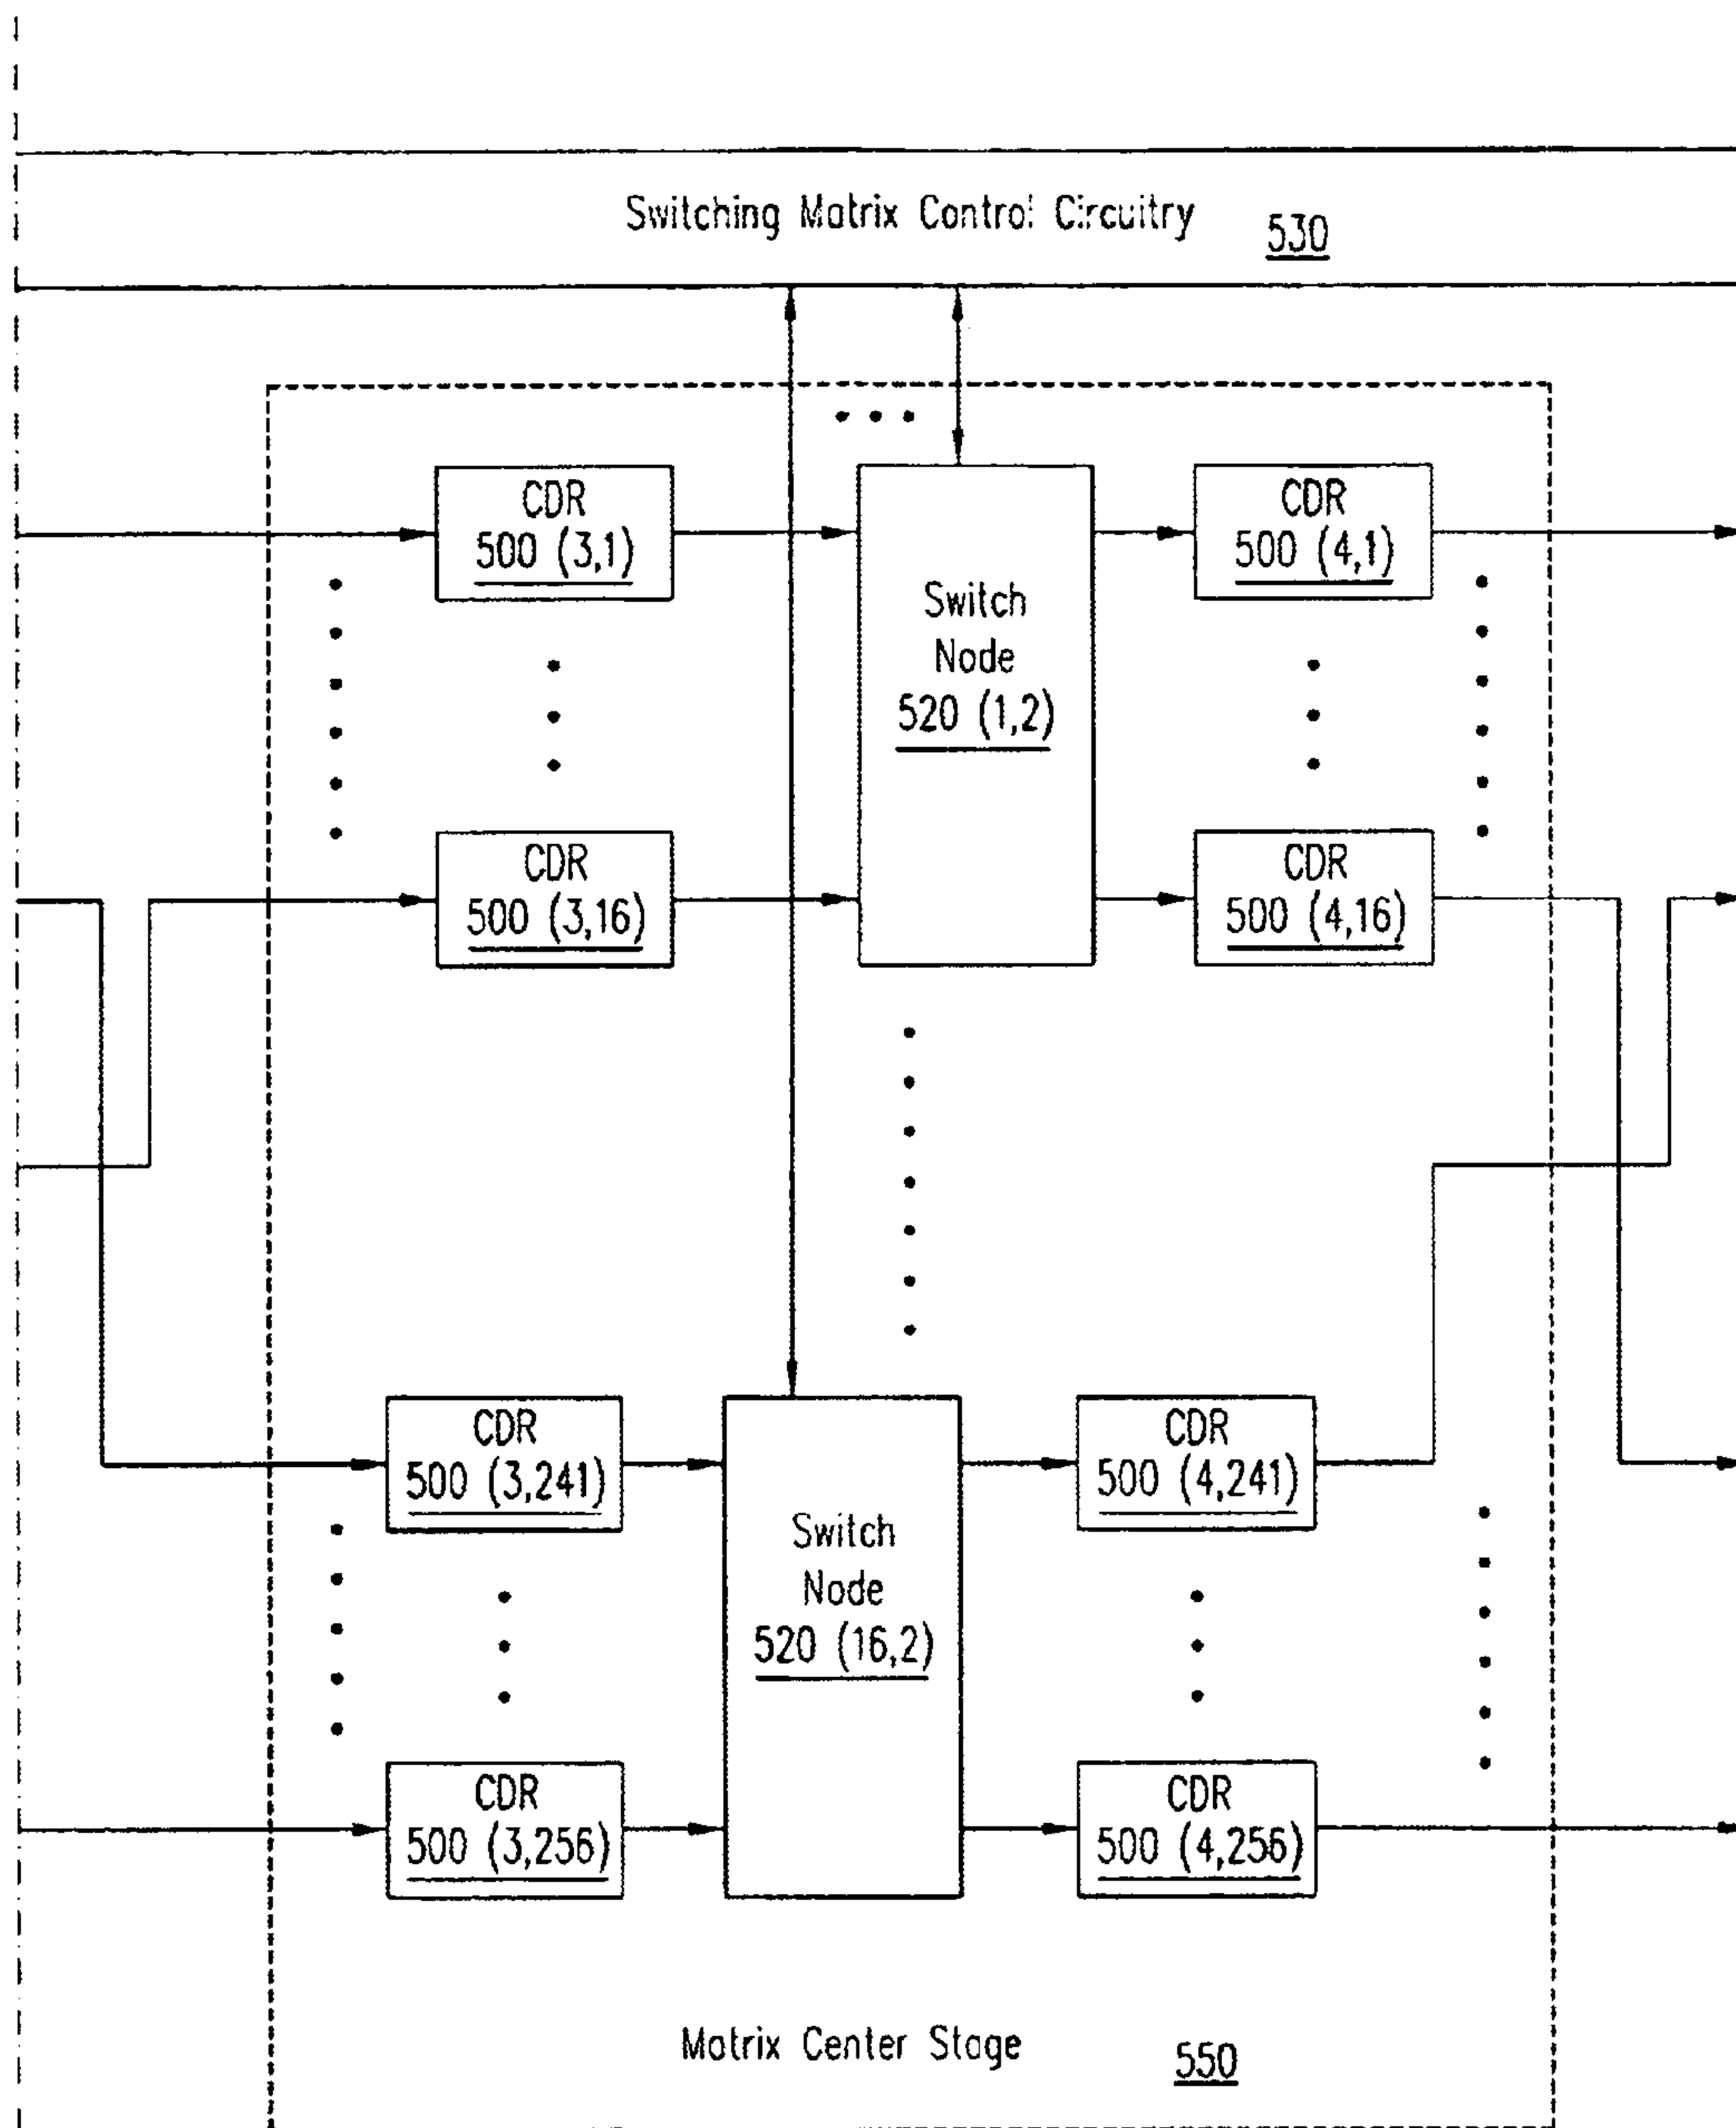 Switching Matrix Control Circuitry 530
CDR
500 (3,1)
Switch
Node
520 (1,2)
CDR
500 (4,1)
CDR
500 (3,16)
CDR
500 (4,16)
CDR
500 (3,241)
Switch
Node
520 (16,2)
CDR
500 (4,241)
CDR
500 (3,256)
CDR
500 (4,256)
Matrix Center Stage 550